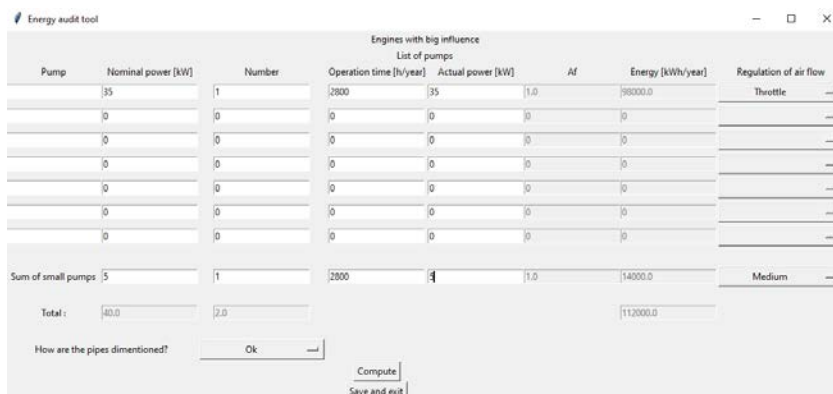 Energy audit tool
Engines with big influence
List of pumps
Pump Nominal power [kW] Number Operation time [h/year] Actual power [kW] Af Energy [kWh/year] Regulation of air flow
35 1 2800 35 1.0 98000.0 Throttle
0 0 0 0 0 0
0 0 0 0 0 0
0 0 0 0 0 0
0 0 0 0 0 0
0 0 0 0 0 0
0 0 0 0 0 0
Sum of small pumps 5 1 2800 5 1.0 14000.0 Medium
Total : 40.0 2.0 112000.0
How are the pipes dimentioned? Ok
Compute
Save and exit